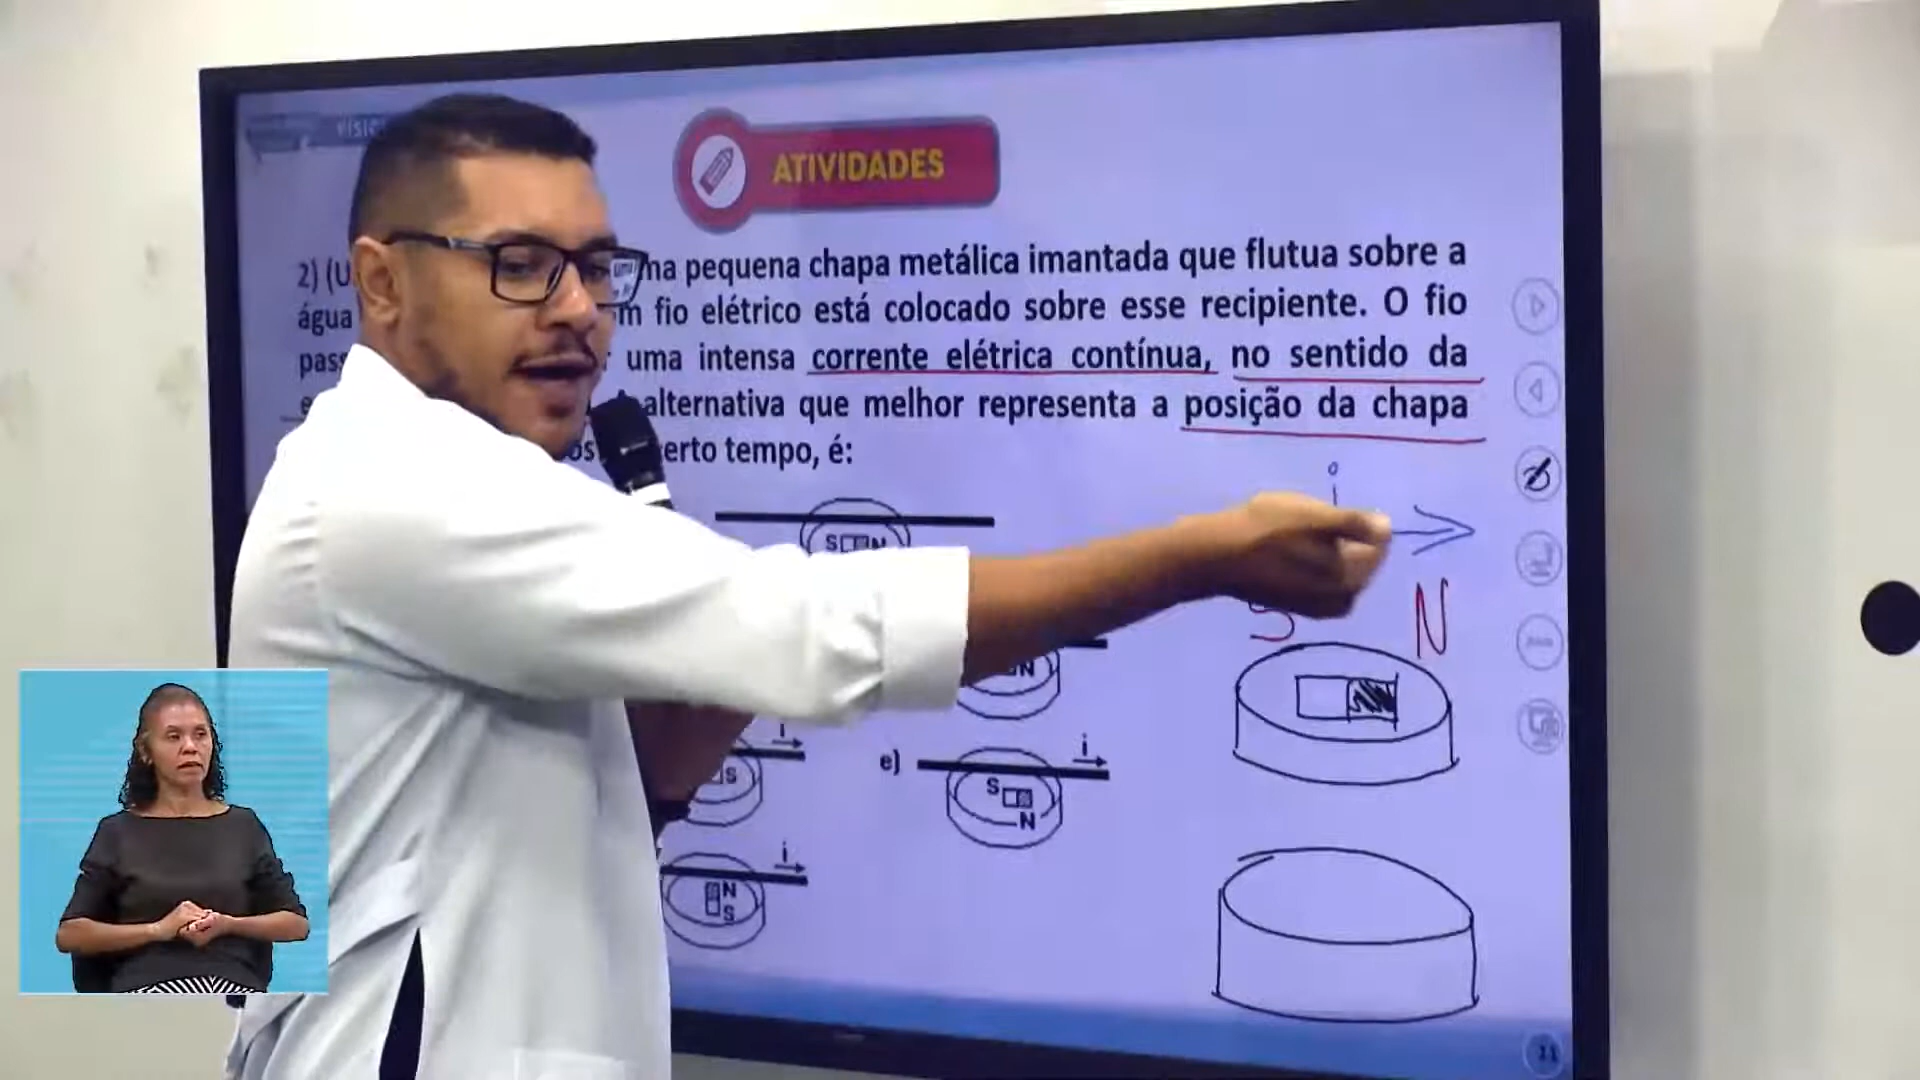 ATIVIDADES
2) (U ma pequena chapa metálica imantada que flutua sobre a
água m fio elétrico está colocado sobre esse recipiente. O fio
uma intensa corrente elétrica contínua, no sentido da
alternativa que melhor representa a posição da chapa
erto tempo, é:
i
S N
S N
N
i
S
e) i
S
N
i
N
S
11